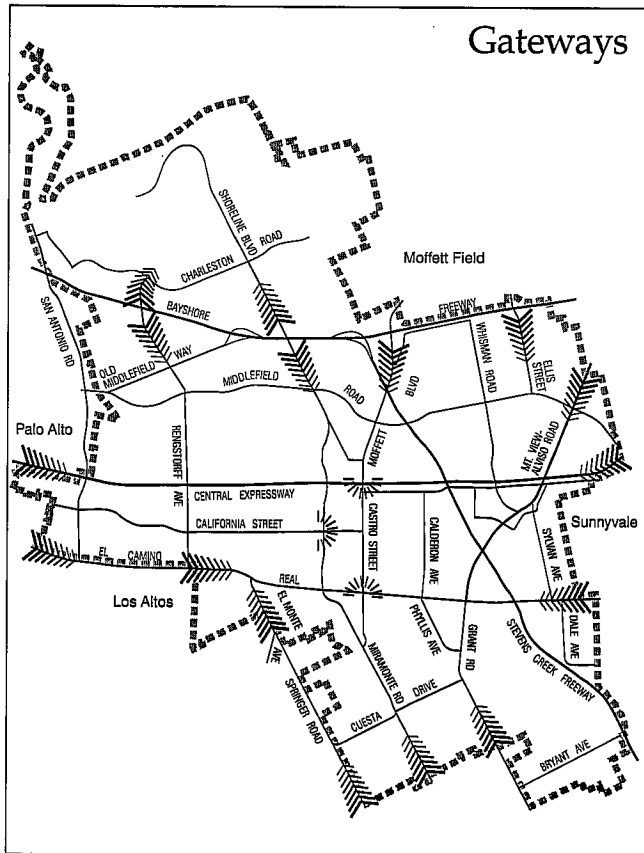 Gateways
SHORELINE BLVD
CHARLESTON ROAD
Moffett Field
BAYSHORE
FREEWAY
SAN ANTONIO RD
OLD
MIDDLEFIELD WAY
MIDDLEFIELD
ROAD
WHISMAN ROAD
ELLIS
STREET
MOFFETT
BLVD
Palo Alto
RENGSTORFF
AVE
MT VIEW-
ALVISO ROAD
CENTRAL EXPRESSWAY
CALIFORNIA STREET
CASTRO STREET
CALDERON AVE
Sunnyvale
SYLVAN AVE
EL CAMINO
REAL
Los Altos
EL MONTE
AVE
SPRINGER ROAD
MIRAMONTE RD
PHYLLIS AVE
GRANT RD
STEVENS
CREEK FREEWAY
DALE AVE
CUESTA DRIVE
BRYANT AVE